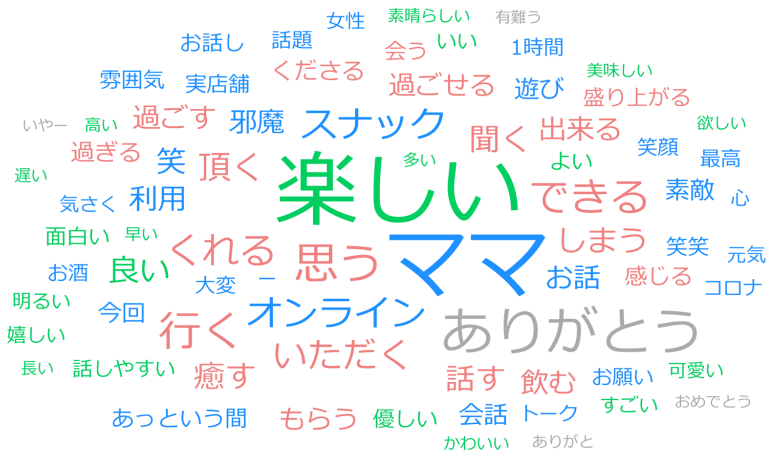 女性
素晴らしい
有難う
お話し
話題
会う
いい
1時間
雰囲気
実店舗
くださる
過ごせる
遊び
美味しい
盛り上がる
いやー
高い
過ごす
邪魔
スナック
聞く
出来る
欲しい
過ぎる
笑
頂く
多い
よい
笑顔
最高
遅い
気さく
利用
楽しい
できる
素敵
心
面白い
早い
くれる
思う
ママ
しまう
笑笑
元気
お酒
良い
大変
ー
お話
感じる
コロナ
明るい
今回
オンライン
嬉しい
行く
ありがとう
長い
話しやすい
癒す
いただく
話す
飲む
お願い
可愛い
あっという間
もらう
優しい
会話
トーク
すごい
おめでとう
かわいい
ありがと